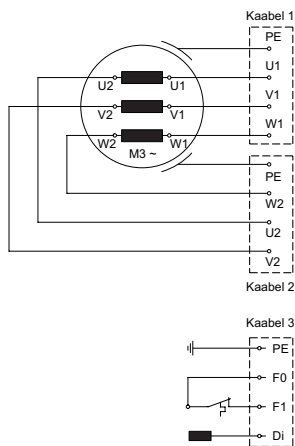 Kaabel 1
PE
U1
U2 U1
V1
V2 V1
W1
W2 W1
M3 ~
PE
W2
U2
V2
Kaabel 2
Kaabel 3
PE
F0
F1
Di